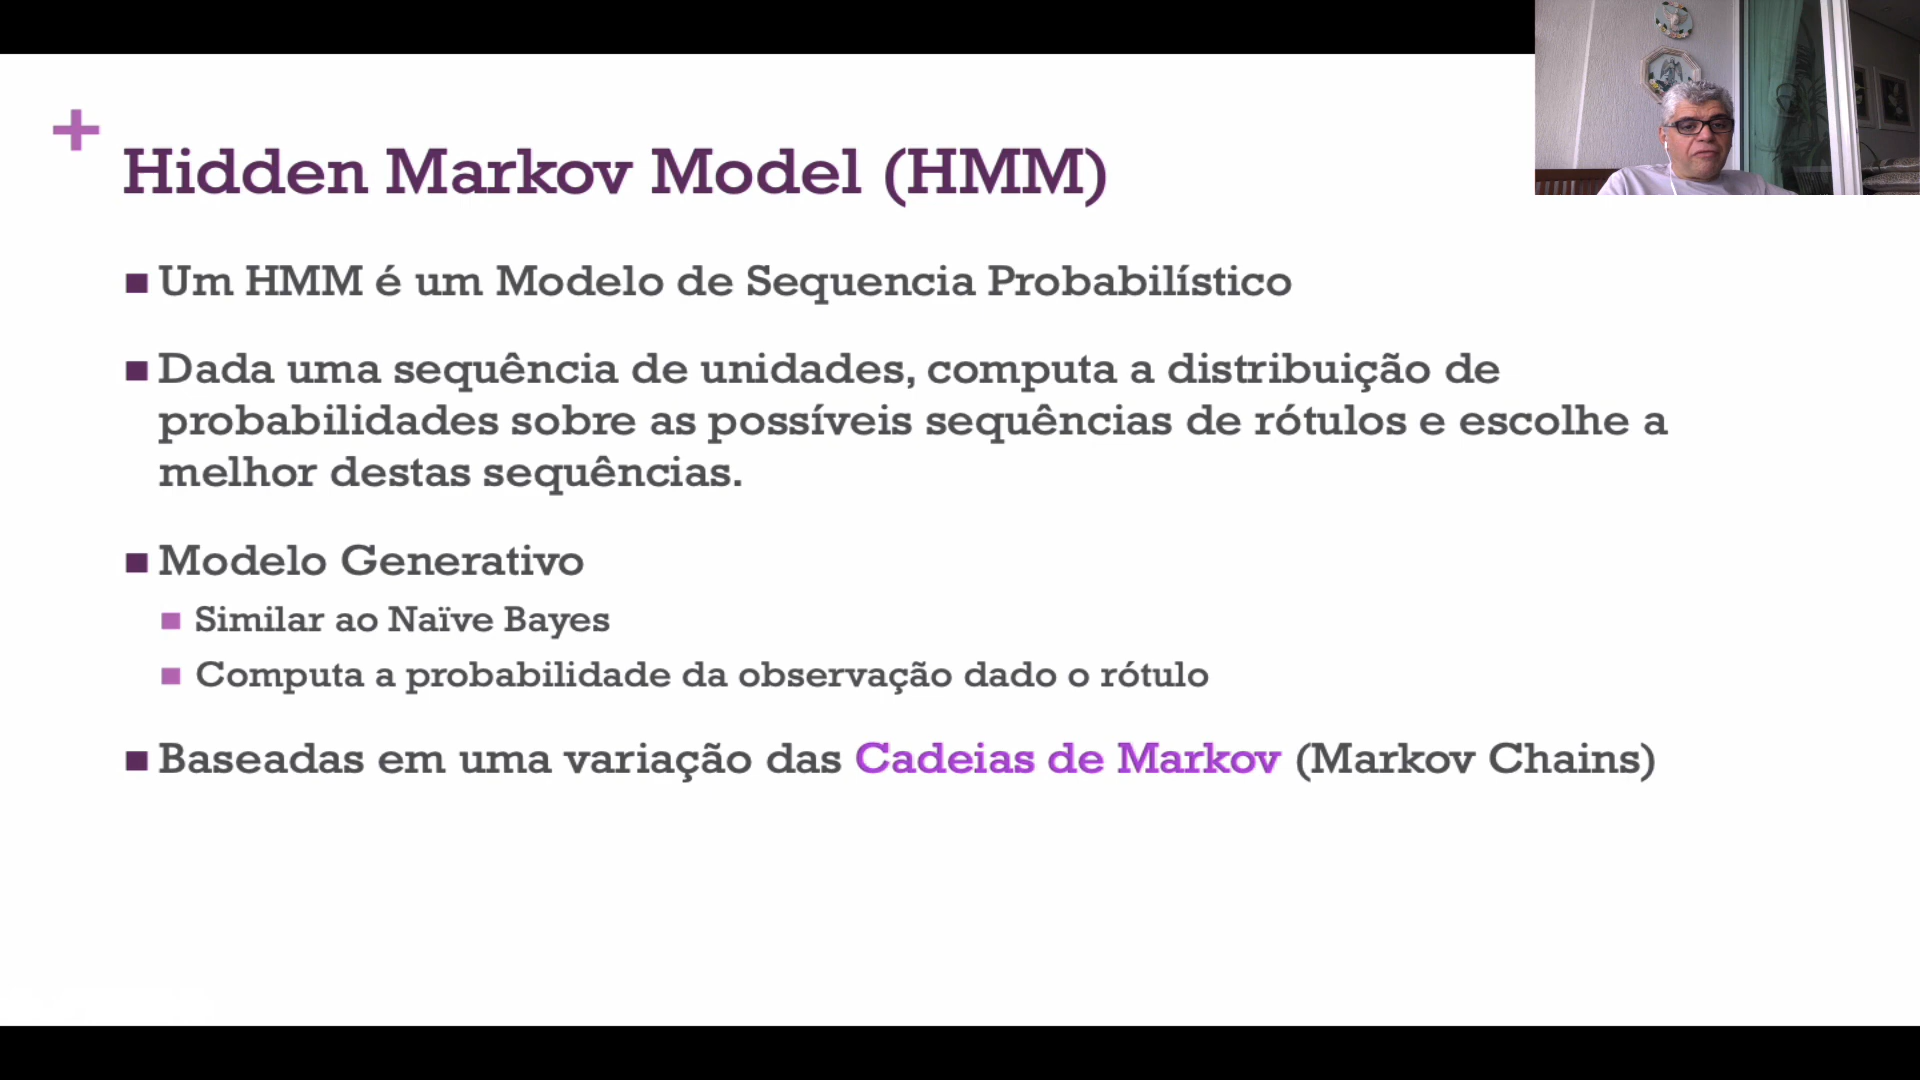 Hidden Markov Model (HMM)
Um HMM é um Modelo de Sequencia Probabilístico
Dada uma sequência de unidades, computa a distribuição de
probabilidades sobre as possíveis sequências de rótulos e escolhe a
melhor destas sequências.
Modelo Generativo
Similar ao Naïve Bayes
Computa a probabilidade da observação dado o rótulo
Baseadas em uma variação das Cadeias de Markov (Markov Chains)